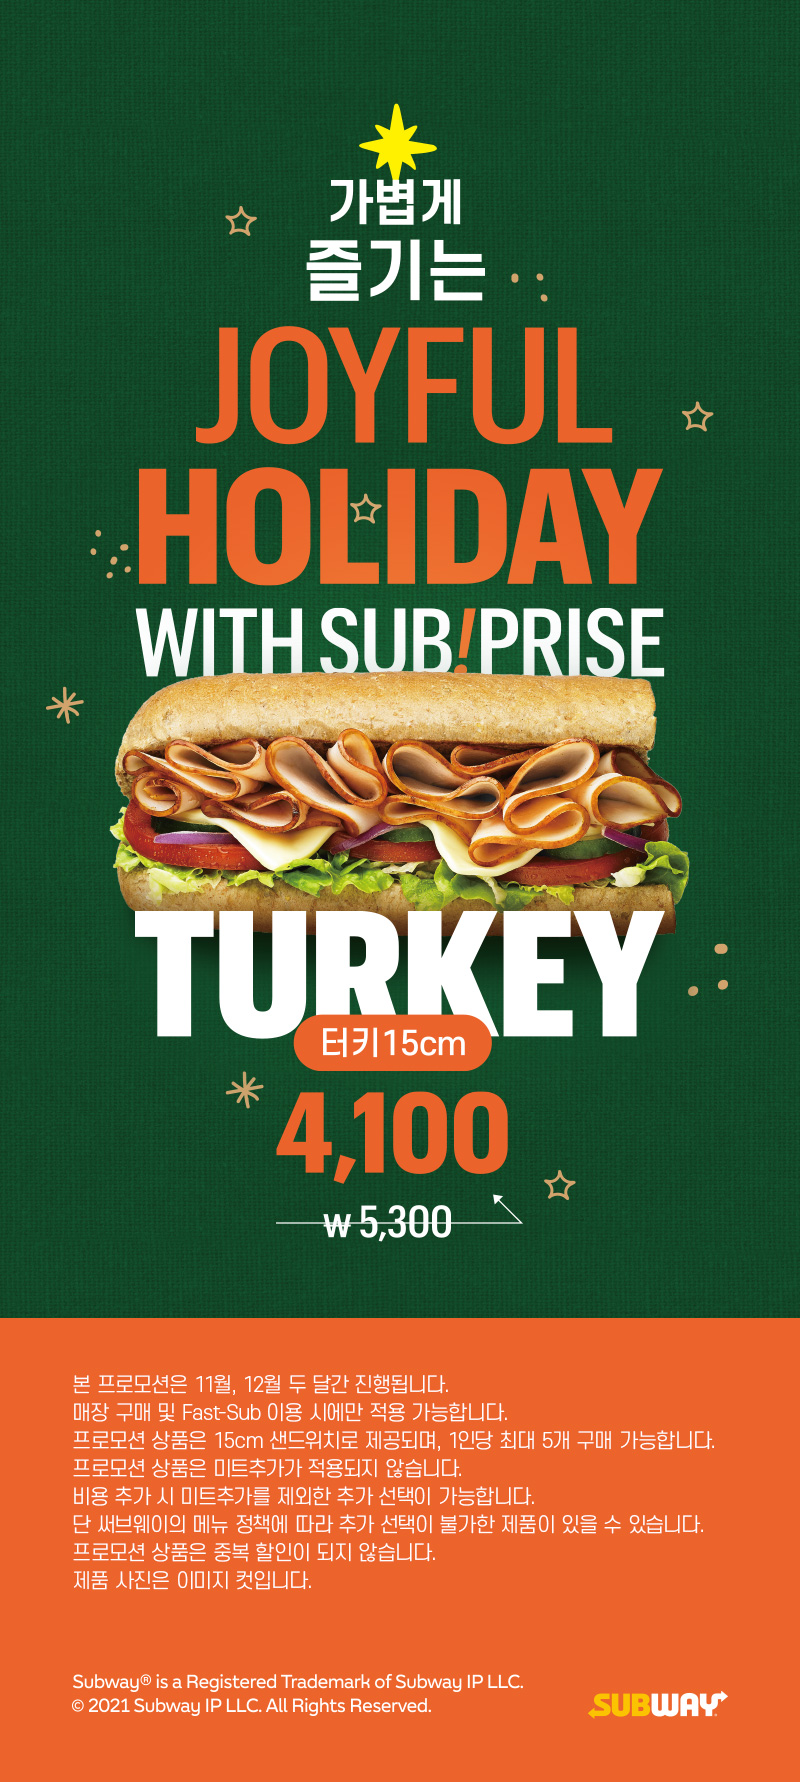 가볍게
즐기는
JOYFUL
HOLIDAY
WITH SUB!PRISE
TURKEY
터키15cm
4,100
₩ 5,300
본 프로모션은 11월, 12월 두 달간 진행됩니다.
매장 구매 및 Fast-Sub 이용 시에만 적용 가능합니다.
프로모션 상품은 15cm 샌드위치로 제공되며, 1인당 최대 5개 구매 가능합니다.
프로모션 상품은 미트추가가 적용되지 않습니다.
비용 추가 시 미트추가를 제외한 추가 선택이 가능합니다.
단 써브웨이의 메뉴 정책에 따라 추가 선택이 불가한 제품이 있을 수 있습니다.
프로모션 상품은 중복 할인이 되지 않습니다.
제품 사진은 이미지 컷입니다.
Subway® is a Registered Trademark of Subway IP LLC.
© 2021 Subway IP LLC. All Rights Reserved.
SUBWAY